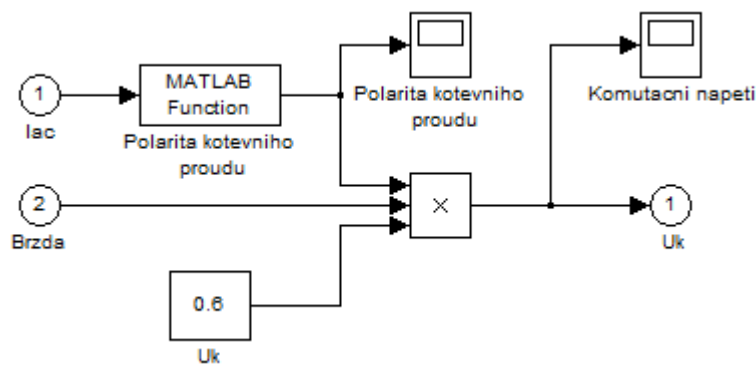 1
Iac
MATLAB
Function
Polarita kotevniho
proudu
Polarita kotevniho
proudu
Komutacni napeti
2
Brzda
×
1
Uk
0.6
Uk